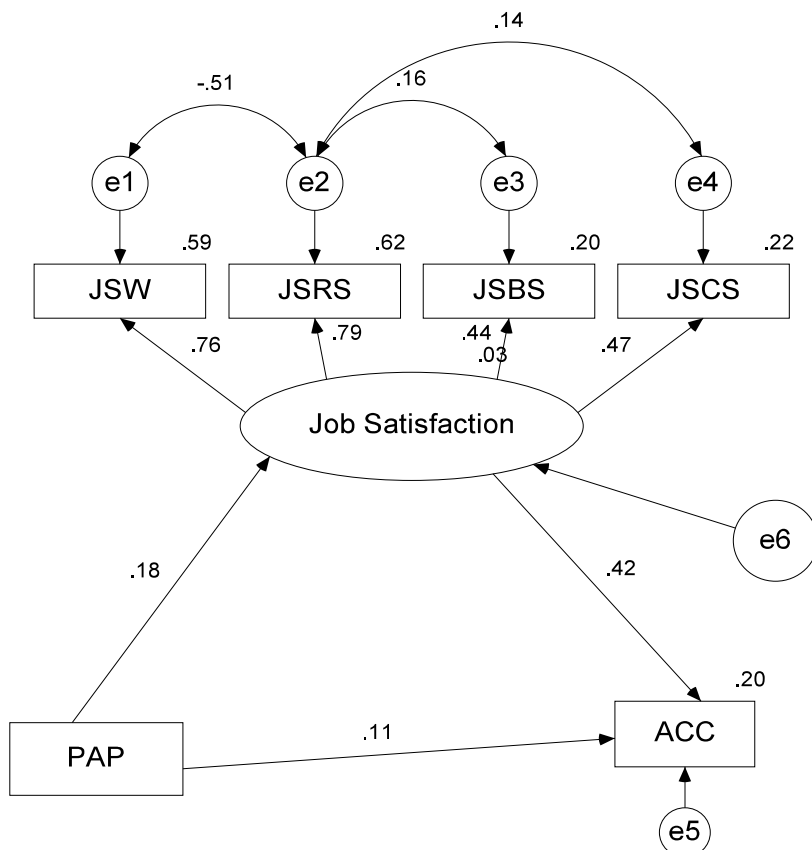 .14
-.51
.16
e1
e2
e3
e4
.59
.62
.20
.22
JSW
JSRS
JSBS
JSCS
.76
.79
.44
.03
.47
Job Satisfaction
e6
.18
.42
.20
PAP
.11
ACC
e5